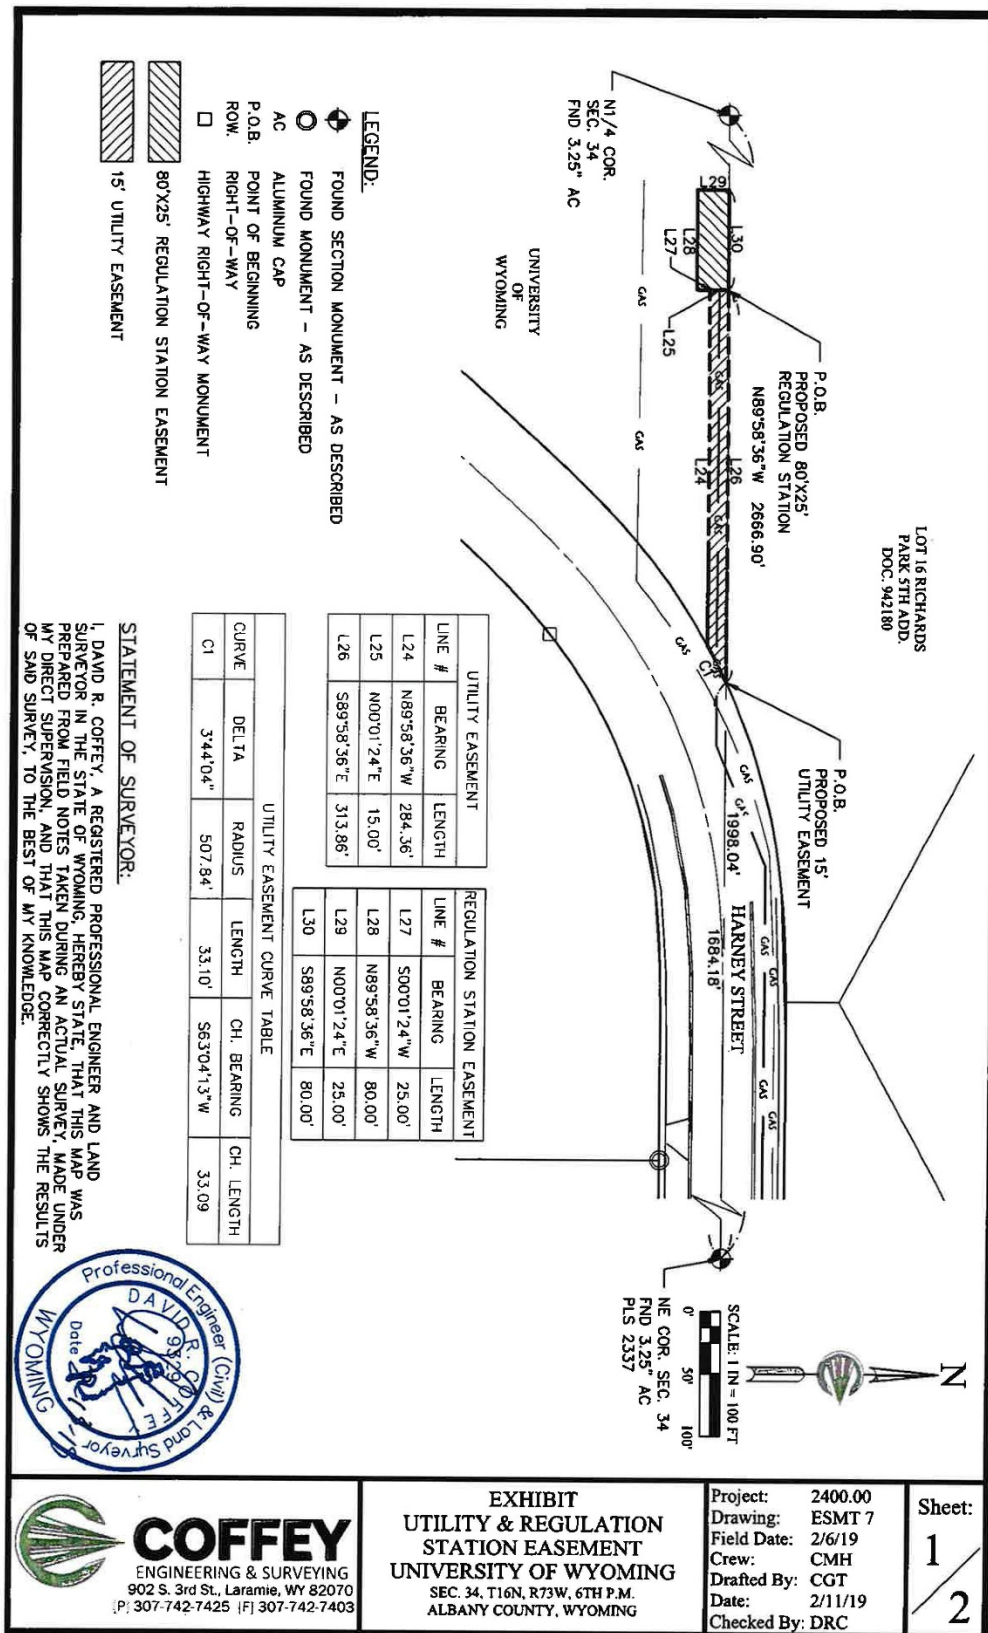 N1/4 COR.
SEC. 34
FND 3.25" AC
L29
L30
L28
L27
L25
GAS
GAS
UNIVERSITY
OF
WYOMING
P.O.B.
PROPOSED 80'X25'
REGULATION STATION
N89°58'36"W 2666.90'
L26
L24
GAS
GAS
GAS
C1
GAS
LOT 16 RICHARDS
PARK 5TH ADD.
DOC. 942180
P.O.B.
PROPOSED 15'
UTILITY EASEMENT
GAS
GAS
1998.04'
HARNEY STREET
1684.18'
GAS
GAS
GAS
GAS
GAS
GAS
NE COR. SEC. 34
FND 3.25" AC
PLS 2337
N
SCALE: 1 IN = 100 FT
0' 50' 100'
LEGEND:
FOUND SECTION MONUMENT - AS DESCRIBED
FOUND MONUMENT - AS DESCRIBED
AC ALUMINUM CAP
P.O.B. POINT OF BEGINNING
ROW. RIGHT-OF-WAY
HIGHWAY RIGHT-OF-WAY MONUMENT
80'X25' REGULATION STATION EASEMENT
15' UTILITY EASEMENT
UTILITY EASEMENT
LINE # BEARING LENGTH
L24 N89°58'36"W 284.36'
L25 N00°01'24"E 15.00'
L26 S89°58'36"E 313.86'
REGULATION STATION EASEMENT
LINE # BEARING LENGTH
L27 S00°01'24"W 25.00'
L28 N89°58'36"W 80.00'
L29 N00°01'24"E 25.00'
L30 S89°58'36"E 80.00'
UTILITY EASEMENT CURVE TABLE
CURVE DELTA RADIUS LENGTH CH. BEARING CH. LENGTH
C1 3°44'04" 507.84' 33.10' S63°04'13"W 33.09
STATEMENT OF SURVEYOR:
I, DAVID R. COFFEY, A REGISTERED PROFESSIONAL ENGINEER AND LAND
SURVEYOR IN THE STATE OF WYOMING, HEREBY STATE, THAT THIS MAP WAS
PREPARED FROM FIELD NOTES TAKEN DURING AN ACTUAL SURVEY, MADE UNDER
MY DIRECT SUPERVISION, AND THAT THIS MAP CORRECTLY SHOWS THE RESULTS
OF SAID SURVEY, TO THE BEST OF MY KNOWLEDGE.
Professional Engineer (Civil) & Land Surveyor
DAVID R. COFFEY
Date
WYOMING
COFFEY
ENGINEERING & SURVEYING
902 S. 3rd St., Laramie, WY 82070
[P] 307-742-7425 [F] 307-742-7403
EXHIBIT
UTILITY & REGULATION
STATION EASEMENT
UNIVERSITY OF WYOMING
SEC. 34, T16N, R73W, 6TH P.M.
ALBANY COUNTY, WYOMING
Project: 2400.00
Drawing: ESMT 7
Field Date: 2/6/19
Crew: CMH
Drafted By: CGT
Date: 2/11/19
Checked By: DRC
Sheet:
1
2